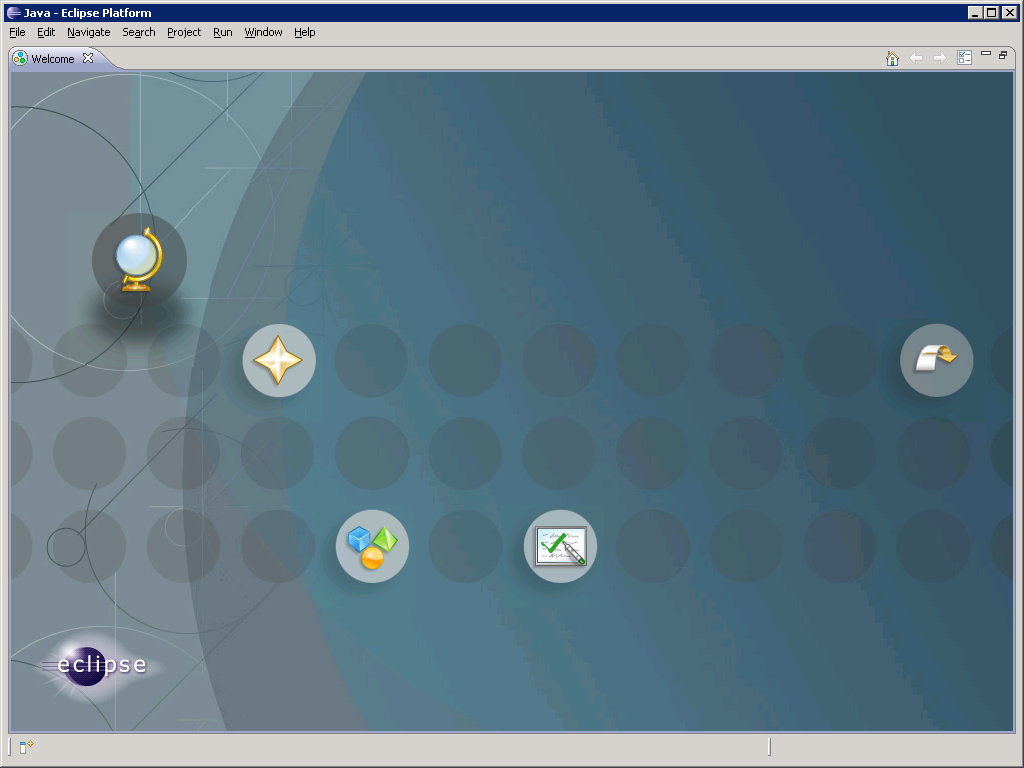 Java - Eclipse Platform
File Edit Navigate Search Project Run Window Help
Welcome
eclipse